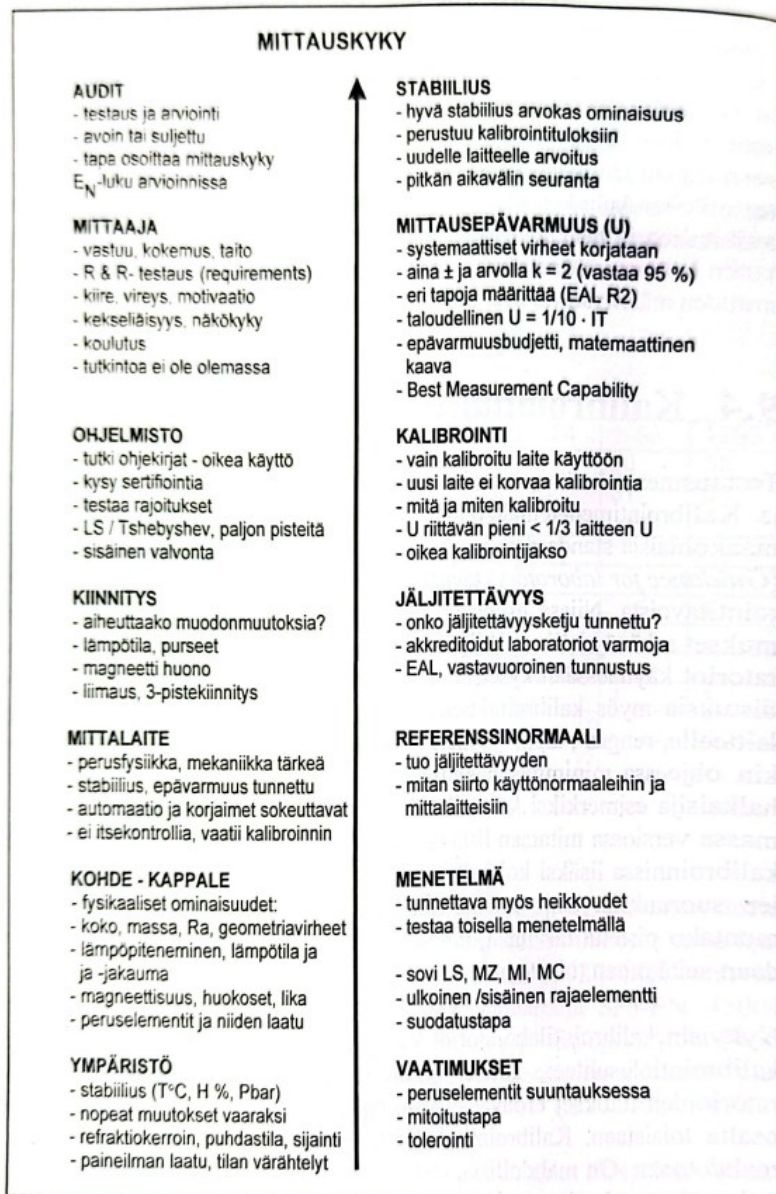 MITTAUSKYKY
AUDIT
- testaus ja arviointi
- avoin tai suljettu
- tapa osoittaa mittauskyky
E_N-luku arvioinnissa
MITTAAJA
- vastuu, kokemus, taito
- R & R- testaus (requirements)
- kiire, vireys, motivaatio
- kekseliäisyys, näkökyky
- koulutus
- tutkintoa ei ole olemassa
OHJELMISTO
- tutki ohjekirjat - oikea käyttö
- kysy sertifiointia
- testaa rajoitukset
- LS / Tshebyshev, paljon pisteitä
- sisäinen valvonta
KIINNITYS
- aiheuttaako muodonmuutoksia?
- lämpötila, purseet
- magneetti huono
- liimaus, 3-pistekiinnitys
MITTALAITE
- perusfysiikka, mekaniikka tärkeä
- stabiilius, epävarmuus tunnettu
- automaatio ja korjaimet sokeuttavat
- ei itsekontrollia, vaatii kalibroinnin
KOHDE - KAPPALE
- fysikaaliset ominaisuudet:
- koko, massa, Ra, geometriavirheet
- lämpöpiteneminen, lämpötila ja
ja -jakauma
- magneettisuus, huokoset, lika
- peruselementit ja niiden laatu
YMPÄRISTÖ
- stabiilius (T°C, H %, Pbar)
- nopeat muutokset vaaraksi
- refraktiokerroin, puhdastila, sijainti
- paineilman laatu, tilan värähtelyt
STABIILIUS
- hyvä stabiilius arvokas ominaisuus
- perustuu kalibrointituloksiin
- uudelle laitteelle arvoitus
- pitkän aikavälin seuranta
MITTAUSEPÄVARMUUS (U)
- systemaattiset virheet korjataan
- aina ± ja arvolla k = 2 (vastaa 95 %)
- eri tapoja määrittää (EAL, R2)
- taloudellinen U = 1/10 · IT
- epävarmuusbudjetti, matemaattinen
kaava
- Best Measurement Capability
KALIBROINTI
- vain kalibroitu laite käyttöön
- uusi laite ei korvaa kalibrointia
- mitä ja miten kalibroitu
- U riittävän pieni < 1/3 laitteen U
- oikea kalibrointijakso
JÄLJITETTÄVYYS
- onko jäljitettävyysketju tunnettu?
- akkreditoidut laboratoriot varmoja
- EAL, vastavuoroinen tunnustus
REFERENSSINORMAALI
- tuo jäljitettävyyden
- mitan siirto käyttönormaaleihin ja
mittalaitteisiin
MENETELMÄ
- tunnettava myös heikkoudet
- testaa toisella menetelmällä
- sovi LS, MZ, MI, MC
- ulkoinen /sisäinen rajaelementti
- suodatustapa
VAATIMUKSET
- peruselementit suuntauksessa
- mitoitustapa
- tolerointi